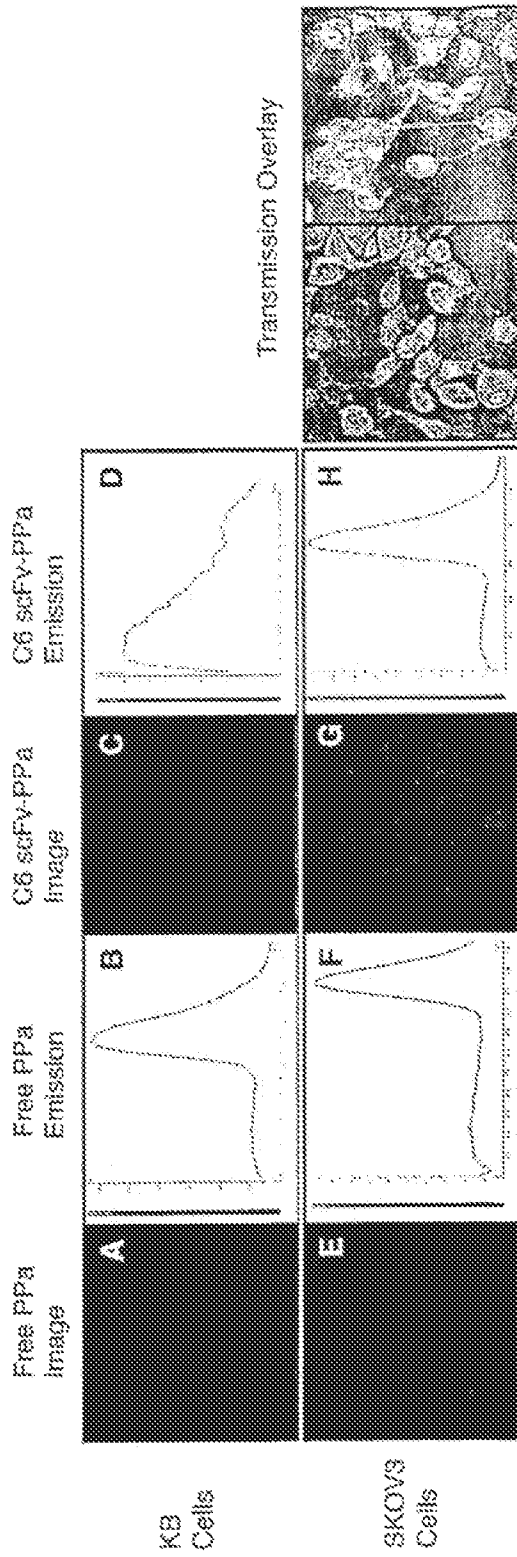 Free PPa
Image
Free PPa
Emission
C6 scFv-PPa
Image
C6 scFv-PPa
Emission
Transmission Overlay
KB
Cells
A
B
C
D
SKOV3
Cells
E
F
G
H